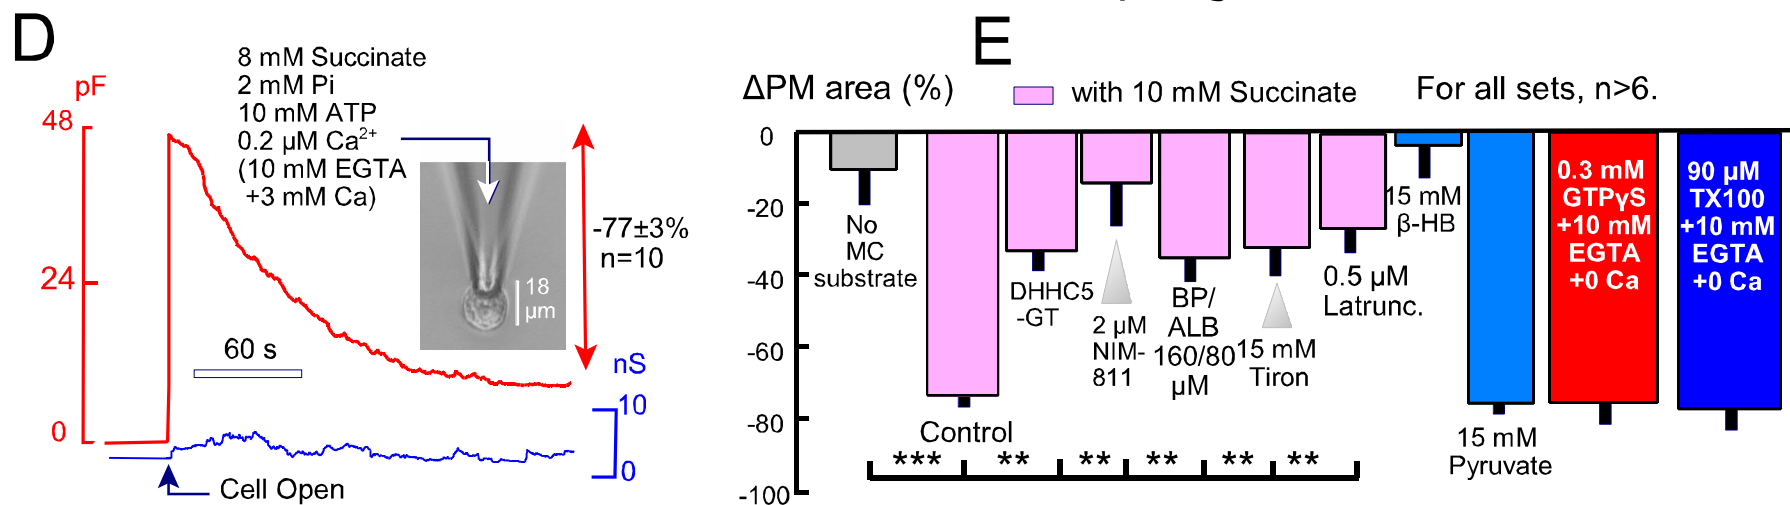 D
8 mM Succinate
2 mM Pi
10 mM ATP
0.2 µM Ca²⁺
(10 mM EGTA
+3 mM Ca)
pF
48
24
0
60 s
18
µm
-77±3%
n=10
nS
10
0
Cell Open
E
ΔPM area (%)
with 10 mM Succinate
For all sets, n>6.
0
-20
-40
-60
-80
-100
No
MC
substrate
Control
DHHC5
-GT
2 µM
NIM-
811
BP/
ALB
160/80
µM
15 mM
Tiron
0.5 µM
Latrunc.
15 mM
β-HB
15 mM
Pyruvate
0.3 mM
GTPγS
+10 mM
EGTA
+0 Ca
90 µM
TX100
+10 mM
EGTA
+0 Ca
*** ** ** ** ** **